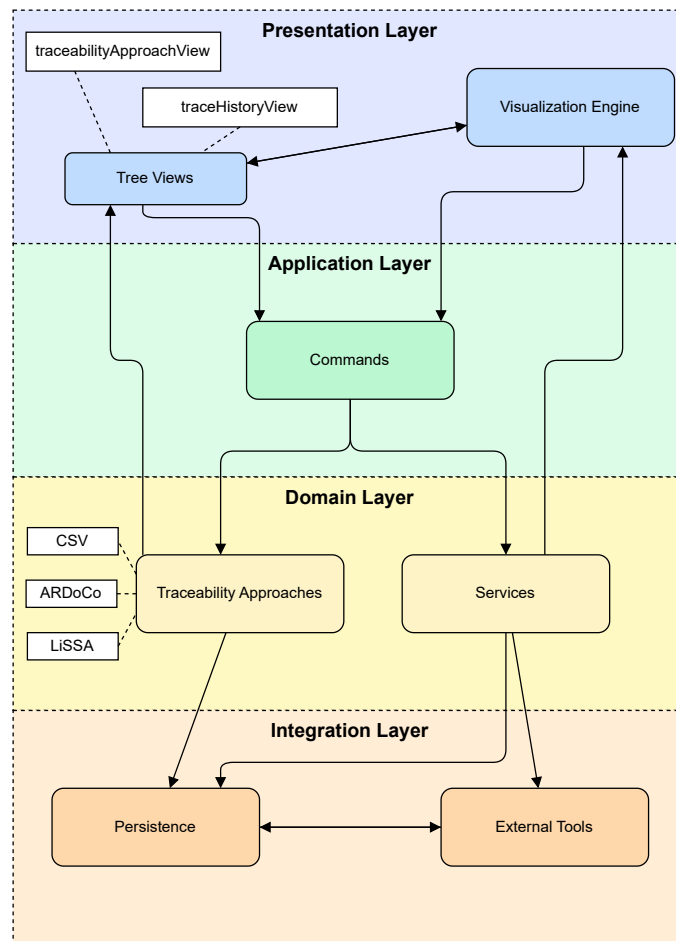 Presentation Layer
traceabilityApproachView
traceHistoryView
Visualization Engine
Tree Views
Application Layer
Commands
Domain Layer
CSV
ARDoCo
LiSSA
Traceability Approaches
Services
Integration Layer
Persistence
External Tools